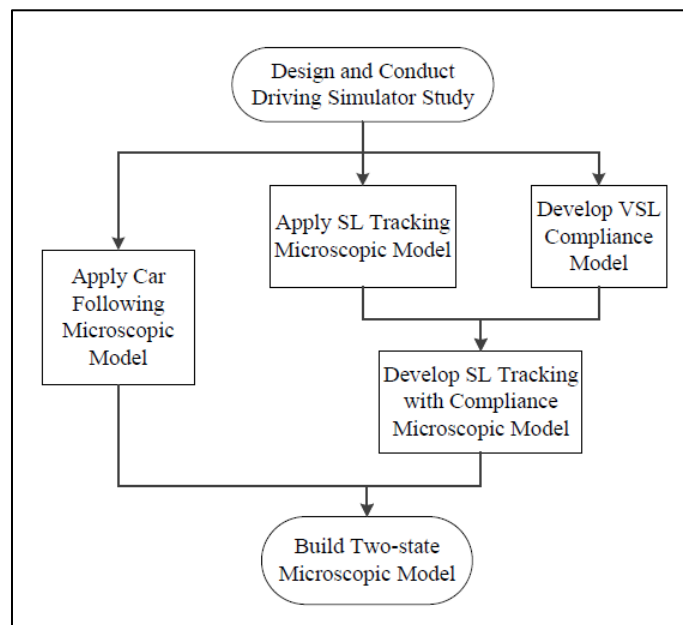 Design and Conduct
Driving Simulator Study
Apply Car
Following
Microscopic
Model
Apply SL Tracking
Microscopic Model
Develop VSL
Compliance
Model
Develop SL Tracking
with Compliance
Microscopic Model
Build Two-state
Microscopic Model